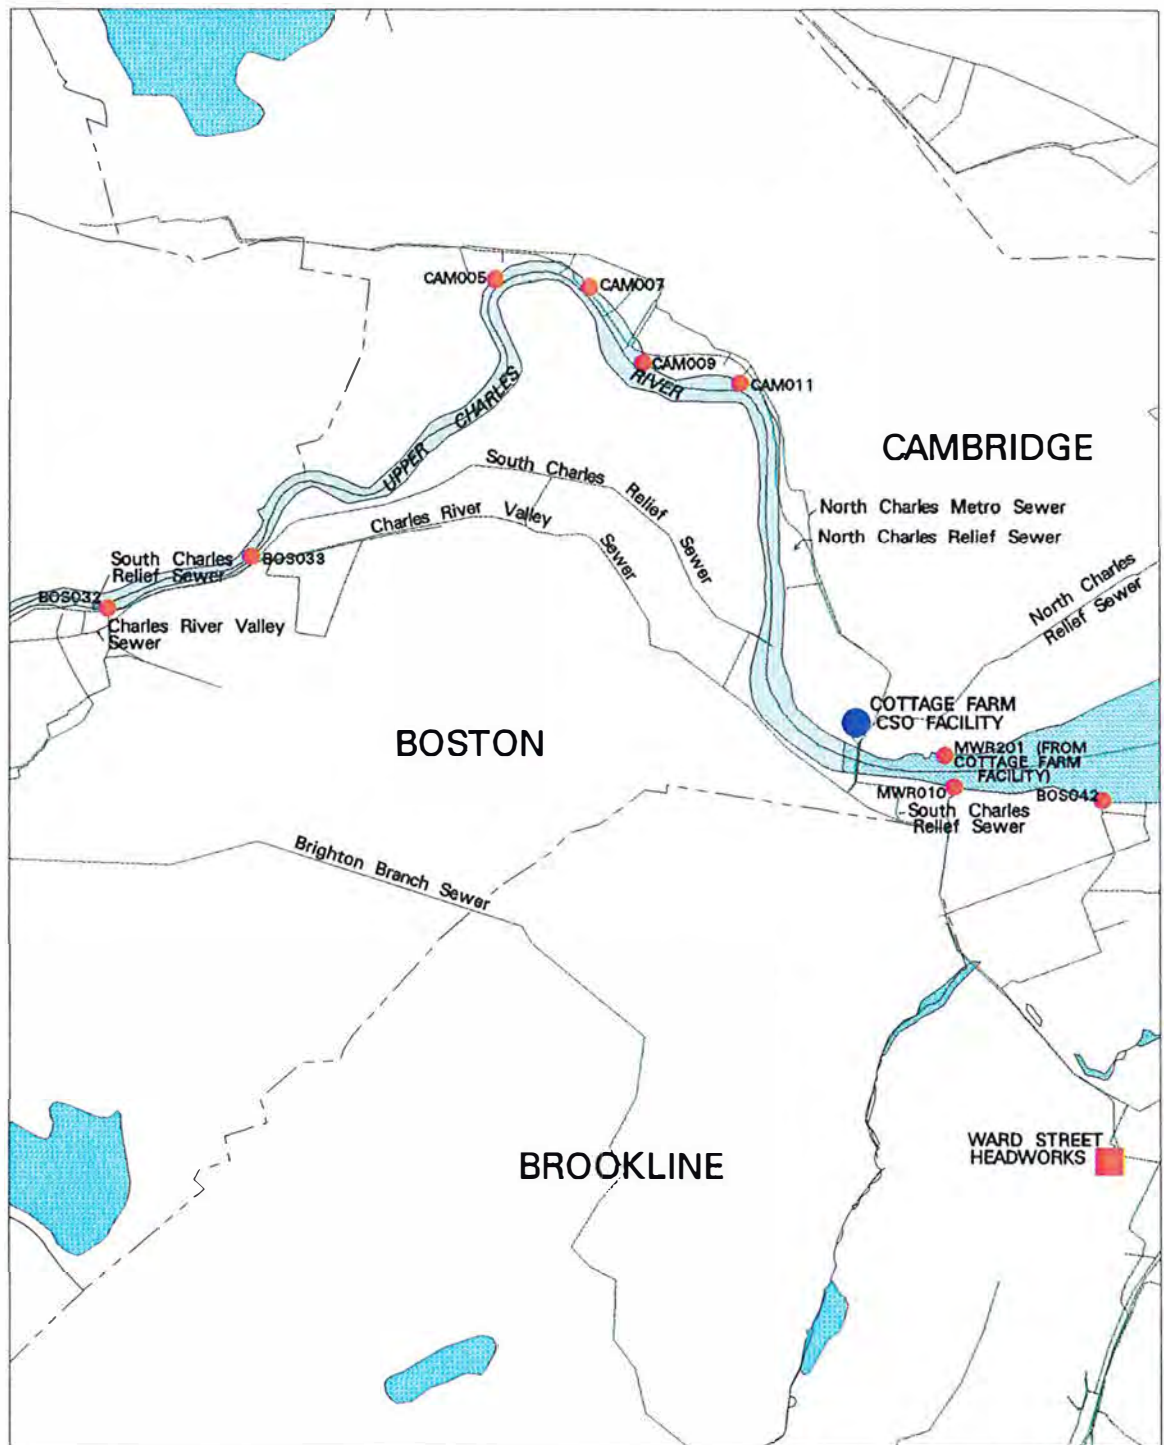 CAM005
CAM007
CAM009
CAM011
UPPER CHARLES RIVER
CAMBRIDGE
South Charles Relief Sewer
Charles River Valley Sewer
North Charles Metro Sewer
North Charles Relief Sewer
South Charles
Relief Sewer
BOS033
BOS032
Charles River Valley
Sewer
North Charles
Relief Sewer
COTTAGE FARM
CSO FACILITY
BOSTON
MWR201 (FROM
COTTAGE FARM
FACILITY)
MWR010
BOS042
South Charles
Relief Sewer
Brighton Branch Sewer
WARD STREET
HEADWORKS
BROOKLINE